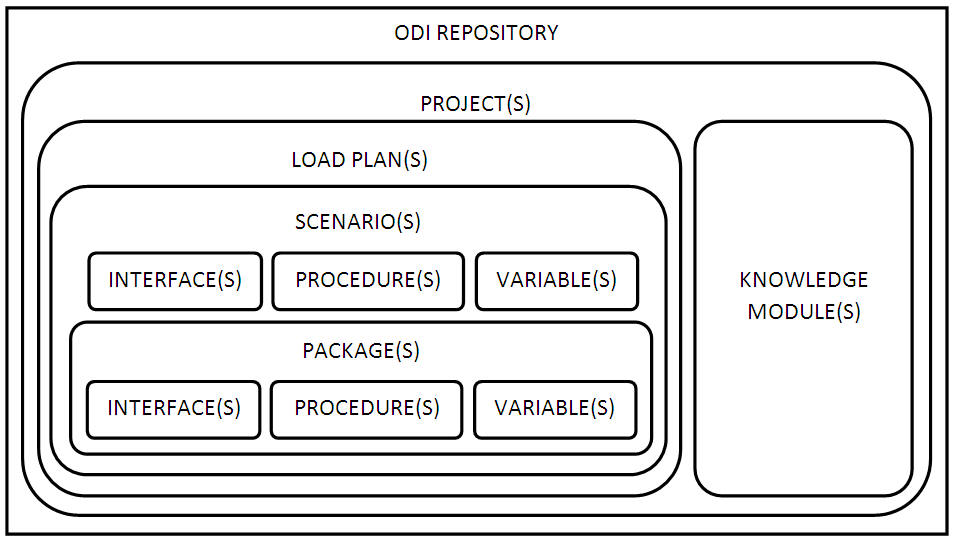 ODI REPOSITORY
PROJECT(S)
LOAD PLAN(S)
SCENARIO(S)
INTERFACE(S) PROCEDURE(S) VARIABLE(S)
PACKAGE(S)
INTERFACE(S) PROCEDURE(S) VARIABLE(S)
KNOWLEDGE
MODULE(S)